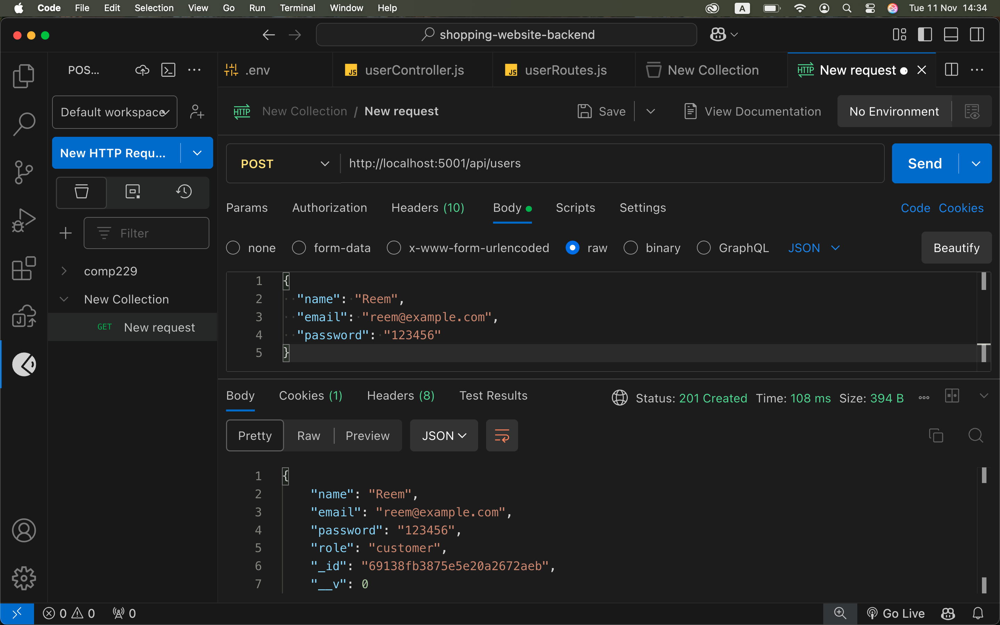 Code File Edit Selection View Go Run Terminal Window Help A Tue 11 Nov 14:34
shopping-website-backend
POS... .env JS userController.js JS userRoutes.js New Collection HTTP New request
Default workspace HTTP New Collection / New request Save View Documentation No Environment
New HTTP Requ... POST http://localhost:5001/api/users Send
Params Authorization Headers (10) Body Scripts Settings Code Cookies
Filter none form-data x-www-form-urlencoded raw binary GraphQL JSON Beautify
comp229
New Collection
GET New request
1 {
2 "name": "Reem",
3 "email": "reem@example.com",
4 "password": "123456"
5 }
Body Cookies (1) Headers (8) Test Results Status: 201 Created Time: 108 ms Size: 394 B
Pretty Raw Preview JSON
1 {
2 "name": "Reem",
3 "email": "reem@example.com",
4 "password": "123456",
5 "role": "customer",
6 "_id": "69138fb3875e5e20a2672aeb",
7 "__v": 0
0 0 0 Go Live